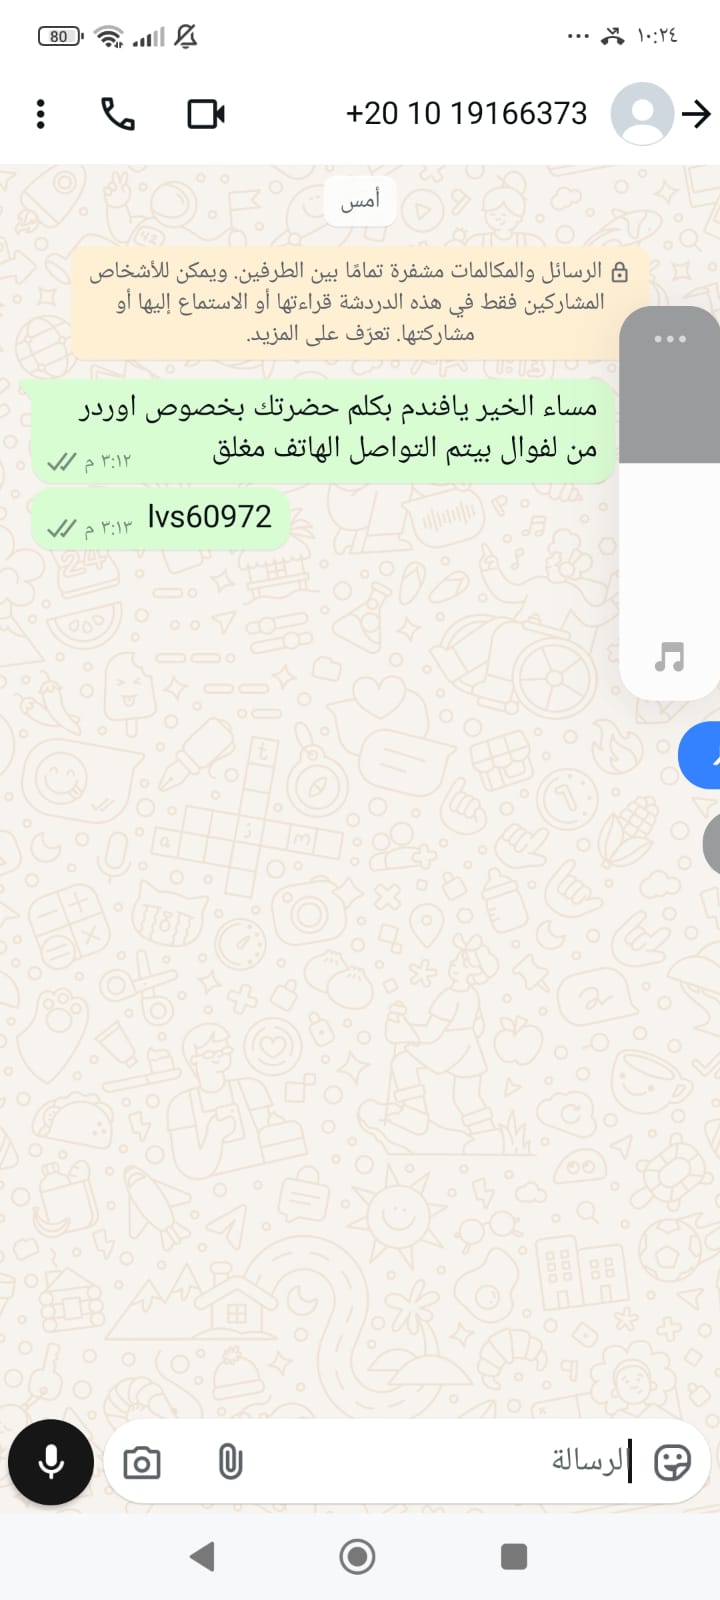 80
١٠:٢٤
+20 10 19166373
أمس
الرسائل والمكالمات مشفرة تمامًا بين الطرفين. ويمكن للأشخاص
المشاركين فقط في هذه الدردشة قراءتها أو الاستماع إليها أو
مشاركتها. تعرّف على المزيد.
مساء الخير يافندم بكلم حضرتك بخصوص اوردر
من لفوال بيتم التواصل الهاتف مغلق
٣:١٢ م
lvs60972
٣:١٣ م
الرسالة